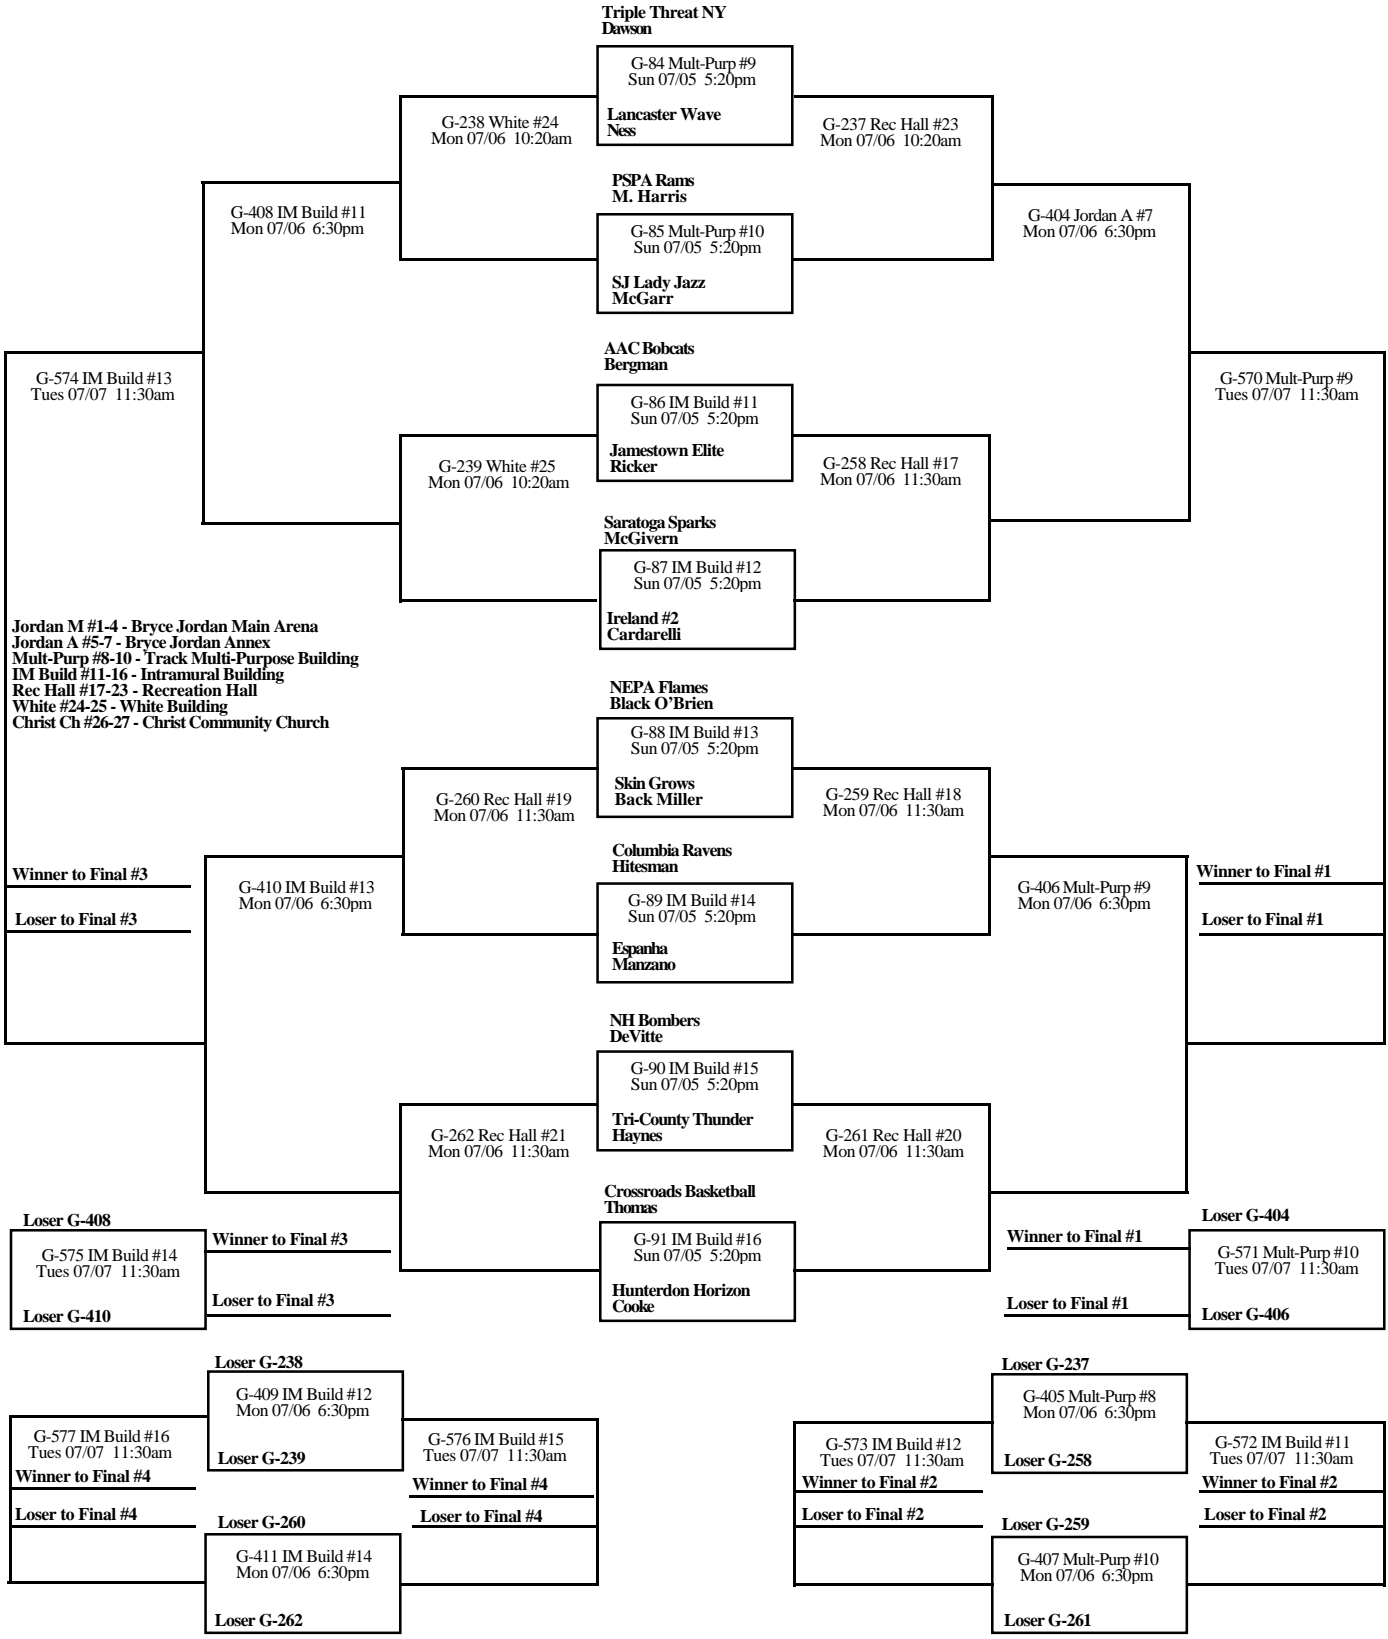 Triple Threat NY
Dawson
G-84 Mult-Purp #9
Sun 07/05 5:20pm
Lancaster Wave
Ness
G-238 White #24
Mon 07/06 10:20am
G-237 Rec Hall #23
Mon 07/06 10:20am
PSPA Rams
M. Harris
G-408 IM Build #11
Mon 07/06 6:30pm
G-85 Mult-Purp #10
Sun 07/05 5:20pm
SJ Lady Jazz
McGarr
G-404 Jordan A #7
Mon 07/06 6:30pm
AAC Bobcats
Bergman
G-574 IM Build #13
Tues 07/07 11:30am
G-86 IM Build #11
Sun 07/05 5:20pm
Jamestown Elite
Ricker
G-570 Mult-Purp #9
Tues 07/07 11:30am
G-239 White #25
Mon 07/06 10:20am
G-258 Rec Hall #17
Mon 07/06 11:30am
Saratoga Sparks
McGivern
G-87 IM Build #12
Sun 07/05 5:20pm
Ireland #2
Cardarelli
Jordan M #1-4 - Bryce Jordan Main Arena
Jordan A #5-7 - Bryce Jordan Annex
Mult-Purp #8-10 - Track Multi-Purpose Building
IM Build #11-16 - Intramural Building
Rec Hall #17-23 - Recreation Hall
White #24-25 - White Building
Christ Ch #26-27 - Christ Community Church
NEPA Flames
Black O'Brien
G-88 IM Build #13
Sun 07/05 5:20pm
Skin Grows
Back Miller
G-260 Rec Hall #19
Mon 07/06 11:30am
G-259 Rec Hall #18
Mon 07/06 11:30am
Columbia Ravens
Hitesman
Winner to Final #3
Loser to Final #3
G-410 IM Build #13
Mon 07/06 6:30pm
G-89 IM Build #14
Sun 07/05 5:20pm
Espanha
Manzano
G-406 Mult-Purp #9
Mon 07/06 6:30pm
Winner to Final #1
Loser to Final #1
NH Bombers
DeVitte
G-90 IM Build #15
Sun 07/05 5:20pm
Tri-County Thunder
Haynes
G-262 Rec Hall #21
Mon 07/06 11:30am
G-261 Rec Hall #20
Mon 07/06 11:30am
Crossroads Basketball
Thomas
G-91 IM Build #16
Sun 07/05 5:20pm
Hunterdon Horizon
Cooke
Loser G-408
G-575 IM Build #14
Tues 07/07 11:30am
Loser G-410
Winner to Final #3
Loser to Final #3
Winner to Final #1
Loser to Final #1
Loser G-404
G-571 Mult-Purp #10
Tues 07/07 11:30am
Loser G-406
Loser G-238
G-409 IM Build #12
Mon 07/06 6:30pm
Loser G-239
G-577 IM Build #16
Tues 07/07 11:30am
Winner to Final #4
Loser to Final #4
G-576 IM Build #15
Tues 07/07 11:30am
Winner to Final #4
Loser to Final #4
Loser G-260
G-411 IM Build #14
Mon 07/06 6:30pm
Loser G-262
Loser G-237
G-405 Mult-Purp #8
Mon 07/06 6:30pm
Loser G-258
G-573 IM Build #12
Tues 07/07 11:30am
Winner to Final #2
Loser to Final #2
G-572 IM Build #11
Tues 07/07 11:30am
Winner to Final #2
Loser to Final #2
Loser G-259
G-407 Mult-Purp #10
Mon 07/06 6:30pm
Loser G-261